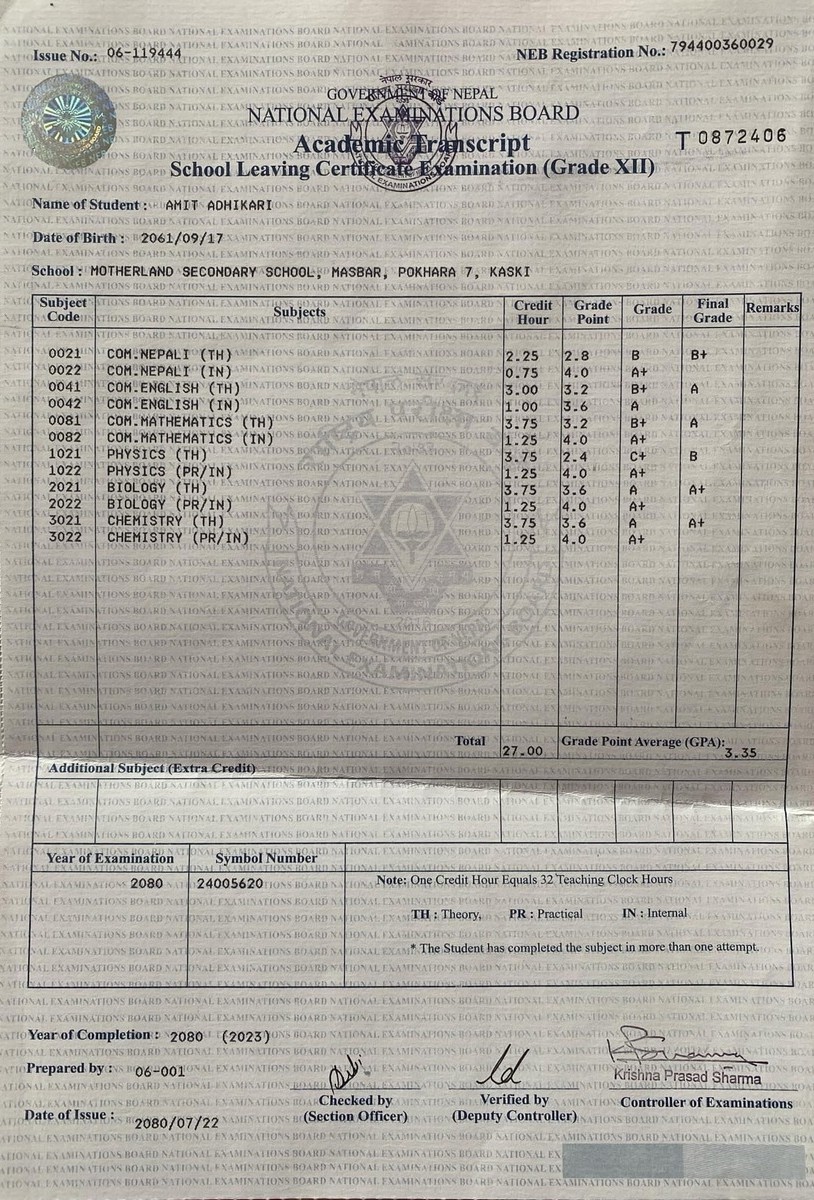 Issue No.: 06-119444
NEB Registration No.: 794400360029
नेपाल सरकार
GOVERNMENT OF NEPAL
NATIONAL EXAMINATIONS BOARD
Academic Transcript
T 0872406
School Leaving Certificate Examination (Grade XII)
Name of Student : AMIT ADHIKARI
Date of Birth : 2061/09/17
School : MOTHERLAND SECONDARY SCHOOL, MASBAR, POKHARA 7, KASKI
Subject Code Subjects Credit Hour Grade Point Grade Final Grade Remarks
0021 COM.NEPALI (TH) 2.25 2.8 B B+
0022 COM.NEPALI (IN) 0.75 4.0 A+
0041 COM.ENGLISH (TH) 3.00 3.2 B+ A
0042 COM.ENGLISH (IN) 1.00 3.6 A
0081 COM.MATHEMATICS (TH) 3.75 3.2 B+ A
0082 COM.MATHEMATICS (IN) 1.25 4.0 A+
1021 PHYSICS (TH) 3.75 2.4 C+ B
1022 PHYSICS (PR/IN) 1.25 4.0 A+
2021 BIOLOGY (TH) 3.75 3.6 A A+
2022 BIOLOGY (PR/IN) 1.25 4.0 A+
3021 CHEMISTRY (TH) 3.75 3.6 A A+
3022 CHEMISTRY (PR/IN) 1.25 4.0 A+
Total 27.00 Grade Point Average (GPA): 3.35
Additional Subject (Extra Credit)
Year of Examination Symbol Number
2080 24005620 Note: One Credit Hour Equals 32 Teaching Clock Hours
TH : Theory, PR : Practical IN : Internal
* The Student has completed the subject in more than one attempt.
Year of Completion : 2080 (2023)
Prepared by : 06-001
Krishna Prasad Sharma
Checked by Verified by Controller of Examinations
(Section Officer) (Deputy Controller)
Date of Issue : 2080/07/22